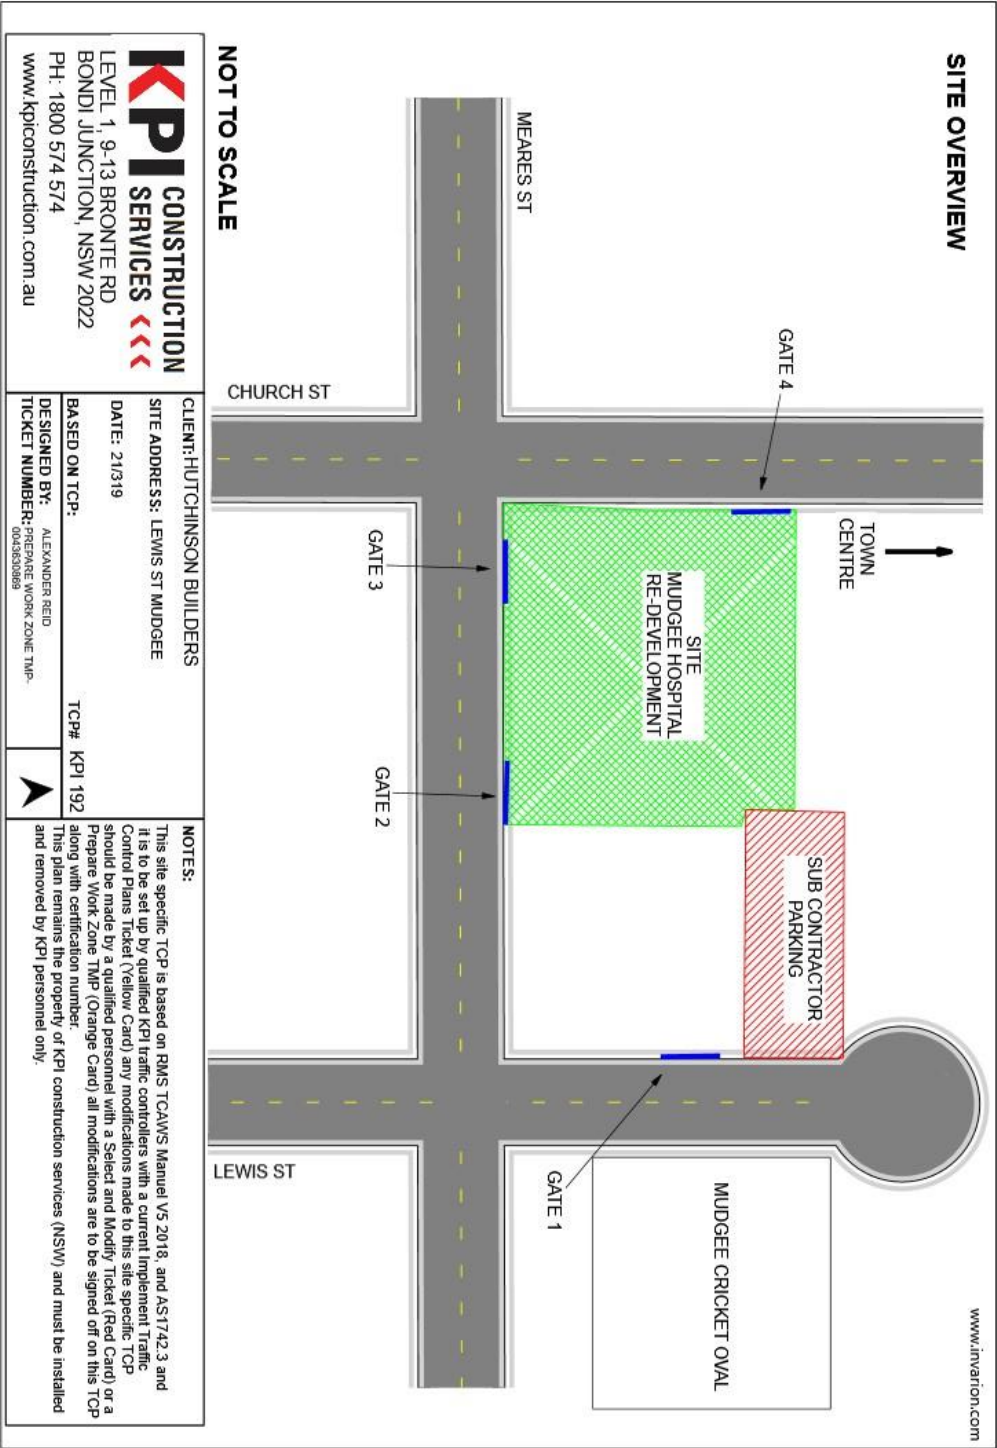 SITE OVERVIEW
www.invarion.com
GATE 4
TOWN
CENTRE
MEARES ST
SITE
MUDGEE HOSPITAL
RE-DEVELOPMENT
SUB CONTRACTOR
PARKING
MUDGEE CRICKET OVAL
GATE 3
GATE 2
GATE 1
CHURCH ST
LEWIS ST
NOT TO SCALE
KPI CONSTRUCTION
SERVICES
LEVEL 1, 9-13 BRONTE RD
BONDI JUNCTION, NSW 2022
PH: 1800 574 574
www.kpiconstruction.com.au
CLIENT: HUTCHINSON BUILDERS
SITE ADDRESS: LEWIS ST MUDGEE
DATE: 21/319
BASED ON TCP: TCP# KPI 192
DESIGNED BY: ALEXANDER REID
TICKET NUMBER: PREPARE WORK ZONE TMP-
0043630869
NOTES:
This site specific TCP is based on RMS TCAWS Manuel V5 2018, and AS1742.3 and
it is to be set up by qualified KPI traffic controllers with a current Implement Traffic
Control Plans Ticket (Yellow Card) any modifications made to this site specific TCP
should be made by a qualified personnel with a Select and Modify Ticket (Red Card) or a
Prepare Work Zone TMP (Orange Card) all modifications are to be signed off on this TCP
along with certification number.
This plan remains the property of KPI construction services (NSW) and must be installed
and removed by KPI personnel only.